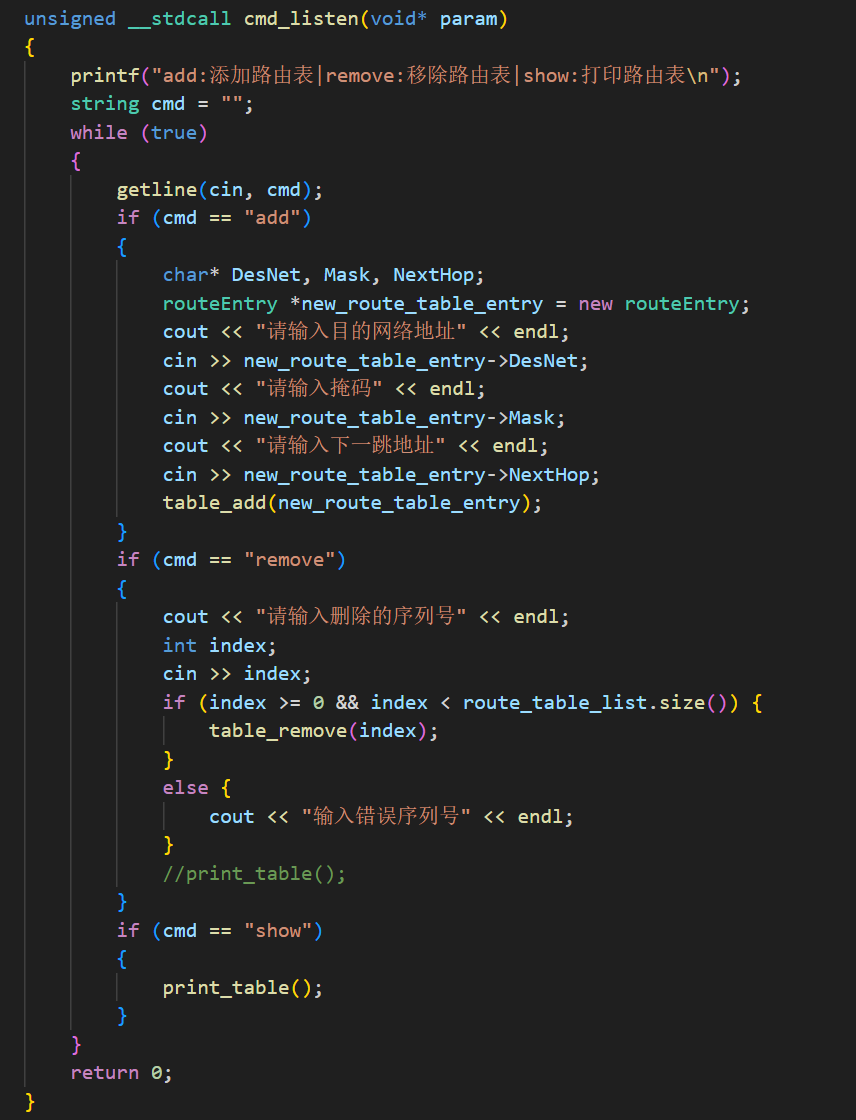 unsigned __stdcall cmd_listen(void* param)
{
    printf("add:添加路由表|remove:移除路由表|show:打印路由表\n");
    string cmd = "";
    while (true)
    {
        getline(cin, cmd);
        if (cmd == "add")
        {
            char* DesNet, Mask, NextHop;
            routeEntry *new_route_table_entry = new routeEntry;
            cout << "请输入目的网络地址" << endl;
            cin >> new_route_table_entry->DesNet;
            cout << "请输入掩码" << endl;
            cin >> new_route_table_entry->Mask;
            cout << "请输入下一跳地址" << endl;
            cin >> new_route_table_entry->NextHop;
            table_add(new_route_table_entry);
        }
        if (cmd == "remove")
        {
            cout << "请输入删除的序列号" << endl;
            int index;
            cin >> index;
            if (index >= 0 && index < route_table_list.size()) {
                table_remove(index);
            }
            else {
                cout << "输入错误序列号" << endl;
            }
            //print_table();
        }
        if (cmd == "show")
        {
            print_table();
        }
    }
    return 0;
}